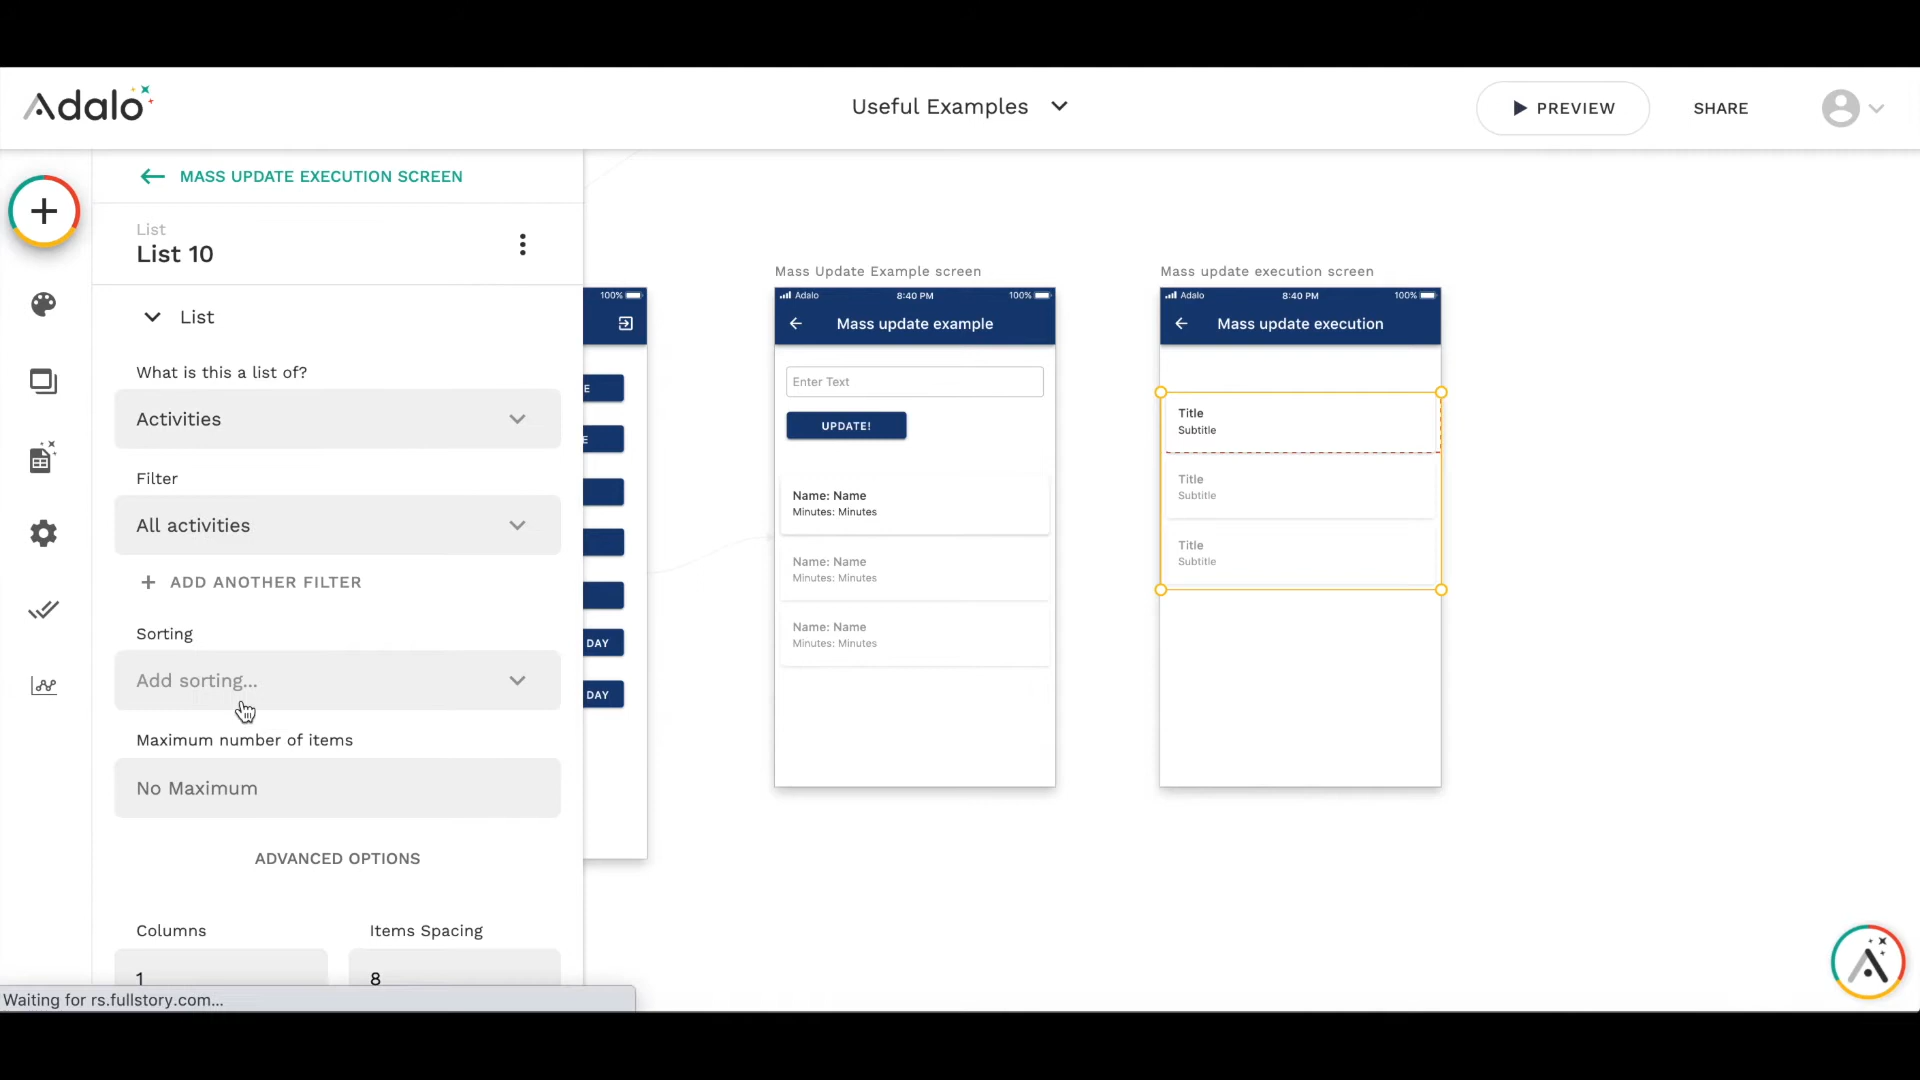 Adalo
Useful Examples
PREVIEW
SHARE
MASS UPDATE EXECUTION SCREEN
List
List 10
List
What is this a list of?
Activities
Filter
All activities
ADD ANOTHER FILTER
Sorting
Add sorting...
Maximum number of items
No Maximum
ADVANCED OPTIONS
Columns
Items Spacing
1
8
Waiting for rs.fullstory.com...
100%
E
E
DAY
DAY
Mass Update Example screen
Adalo 8:40 PM 100%
Mass update example
Enter Text
UPDATE!
Name: Name
Minutes: Minutes
Name: Name
Minutes: Minutes
Name: Name
Minutes: Minutes
Mass update execution screen
Adalo 8:40 PM 100%
Mass update execution
Title
Subtitle
Title
Subtitle
Title
Subtitle